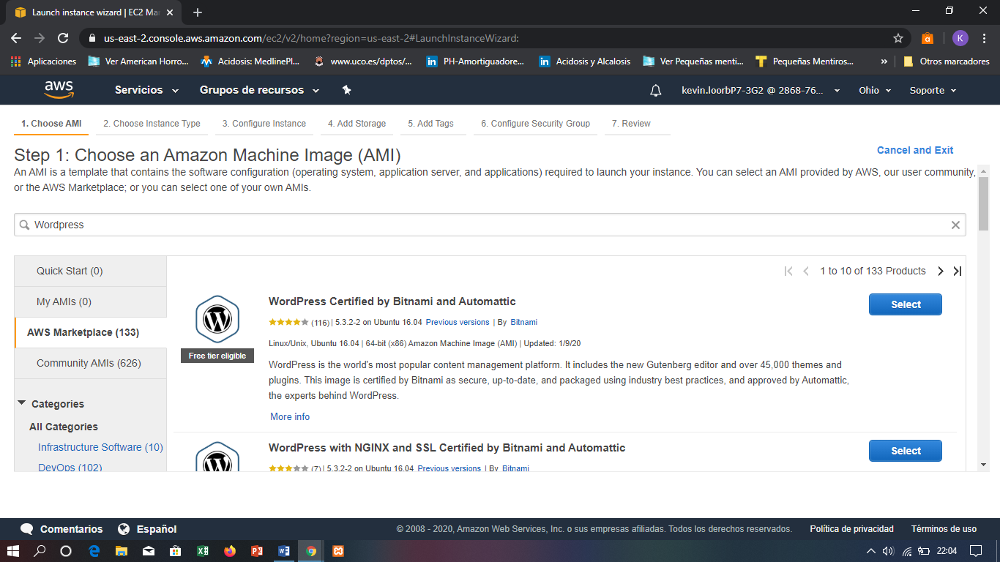 Launch instance wizard | EC2 Ma
us-east-2.console.aws.amazon.com/ec2/v2/home?region=us-east-2#LaunchInstanceWizard:
K
Aplicaciones Ver American Horro... Acidosis: MedlinePl... www.uco.es/dptos/... PH-Amortiguadore... Acidosis y Alcalosis Ver Pequeñas menti... Pequeñas Mentiros... » Otros marcadores
aws Servicios Grupos de recursos kevin.loorbP7-3G2 @ 2868-76... Ohio Soporte
1. Choose AMI 2. Choose Instance Type 3. Configure Instance 4. Add Storage 5. Add Tags 6. Configure Security Group 7. Review
Step 1: Choose an Amazon Machine Image (AMI)
Cancel and Exit
An AMI is a template that contains the software configuration (operating system, application server, and applications) required to launch your instance. You can select an AMI provided by AWS, our user community,
or the AWS Marketplace; or you can select one of your own AMIs.
Wordpress
Quick Start (0)
My AMIs (0)
AWS Marketplace (133)
Community AMIs (626)
Categories
All Categories
Infrastructure Software (10)
DevOps (102)
1 to 10 of 133 Products
WordPress Certified by Bitnami and Automattic
Select
(116) | 5.3.2-2 on Ubuntu 16.04 Previous versions | By Bitnami
Linux/Unix, Ubuntu 16.04 | 64-bit (x86) Amazon Machine Image (AMI) | Updated: 1/9/20
Free tier eligible
WordPress is the world's most popular content management platform. It includes the new Gutenberg editor and over 45,000 themes and
plugins. This image is certified by Bitnami as secure, up-to-date, and packaged using industry best practices, and approved by Automattic,
the experts behind WordPress.
More info
WordPress with NGINX and SSL Certified by Bitnami and Automattic
Select
(7) | 5.3.2-2 on Ubuntu 16.04 Previous versions | By Bitnami
Comentarios Español © 2008 - 2020, Amazon Web Services, Inc. o sus empresas afiliadas. Todos los derechos reservados. Política de privacidad Términos de uso
22:04